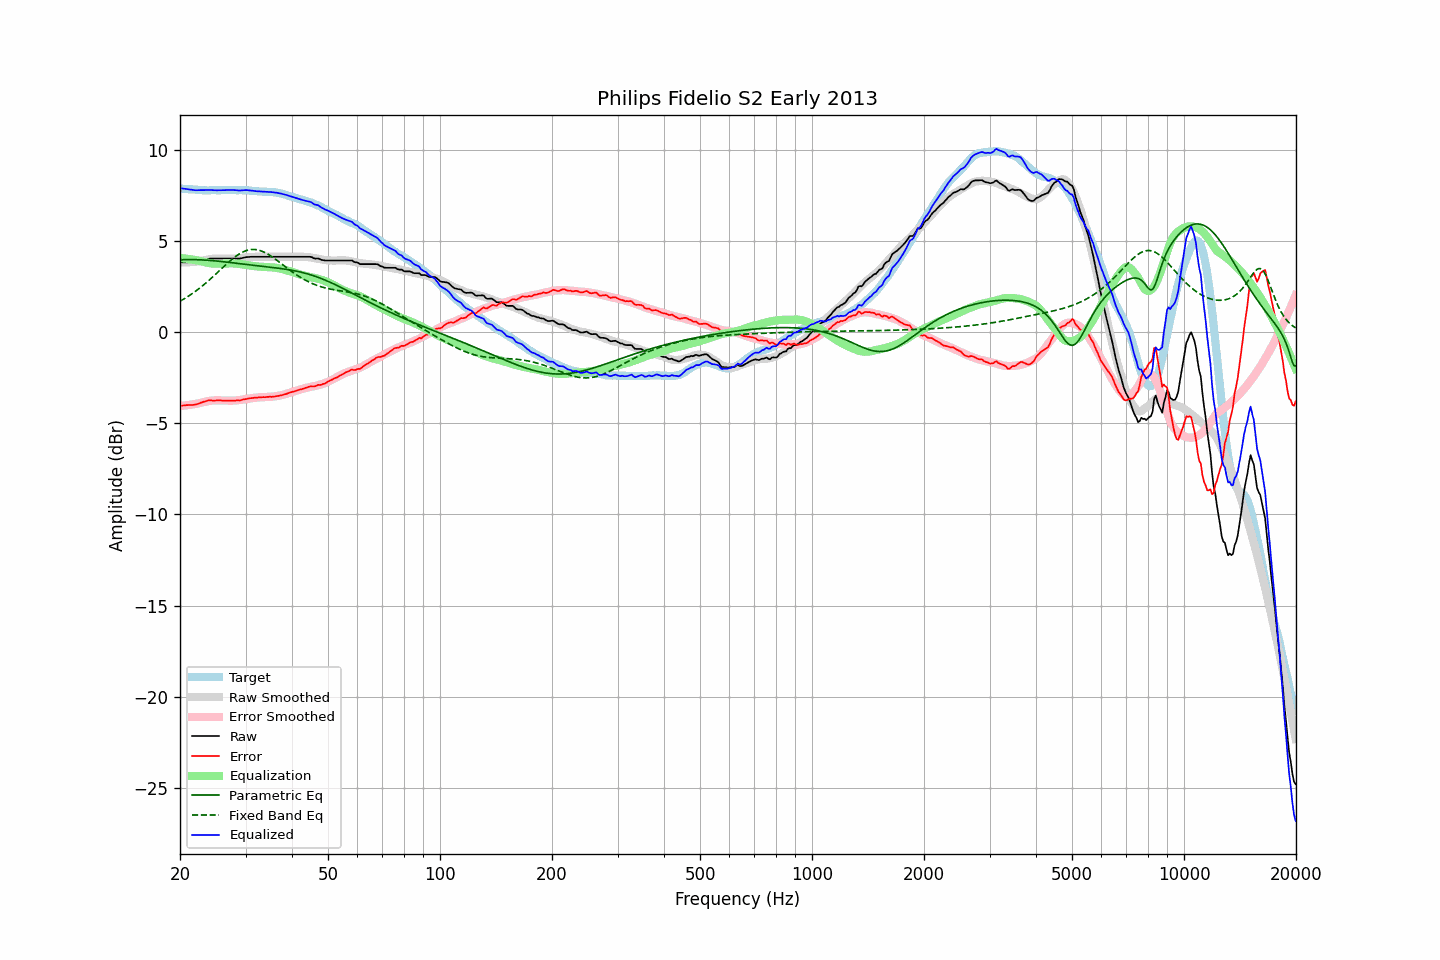 Philips Fidelio S2 Early 2013
Amplitude (dBr)
10
5
0
−5
−10
−15
−20
−25
Target
Raw Smoothed
Error Smoothed
Raw
Error
Equalization
Parametric Eq
Fixed Band Eq
Equalized
20 50 100 200 500 1000 2000 5000 10000 20000
Frequency (Hz)